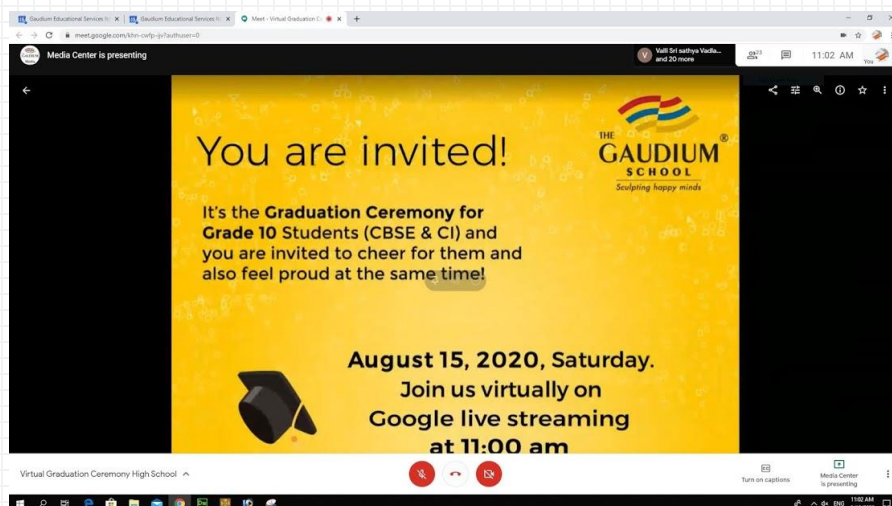 Gaudium Educational Services Inc
Gaudium Educational Services In
Meet - Virtual Graduation C
meet.google.com/khn-cwfp-jiv?authuser=0
Media Center is presenting
Valli Sri sathya Vadla...
and 20 more
23
11:02 AM
You
You are invited!
THE
GAUDIUM®
SCHOOL
Sculpting happy minds
It's the Graduation Ceremony for
Grade 10 Students (CBSE & CI) and
you are invited to cheer for them and
also feel proud at the same time!
August 15, 2020, Saturday.
Join us virtually on
Google live streaming
at 11:00 am
Virtual Graduation Ceremony High School
Turn on captions
Media Center
is presenting
ENG
11:02 AM